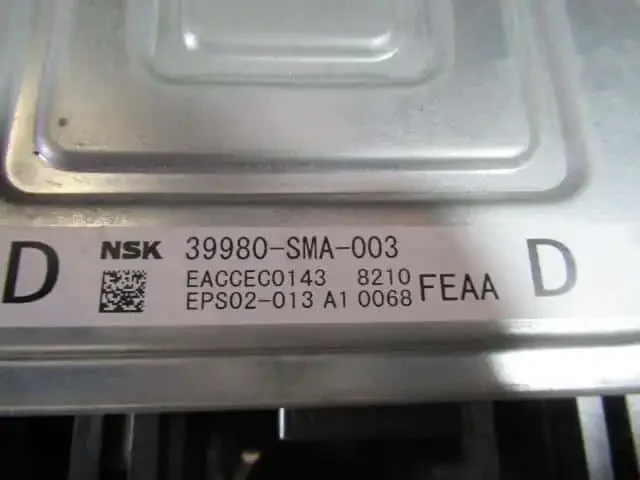 D NSK 39980-SMA-003 D
EACCEC0143 8210 FEAA
EPS02-013 A1 0068